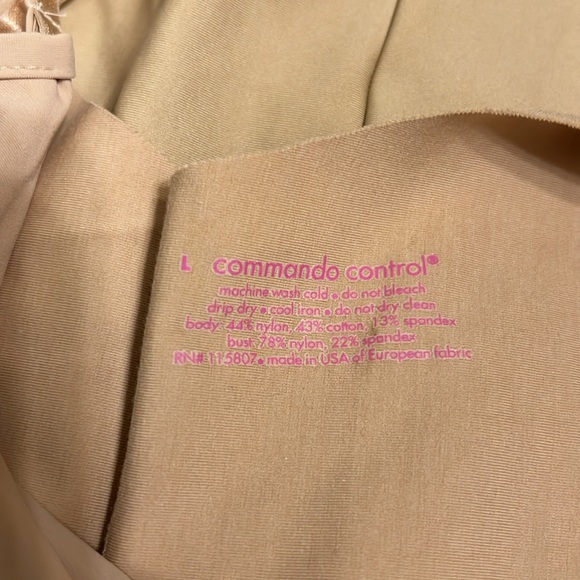 L commando control®
machine wash cold • do not bleach
drip dry • cool iron • do not dry clean
body: 44% nylon, 43% cotton, 13% spandex
bust: 78% nylon, 22% spandex
RN# 115807 • made in USA of European fabric